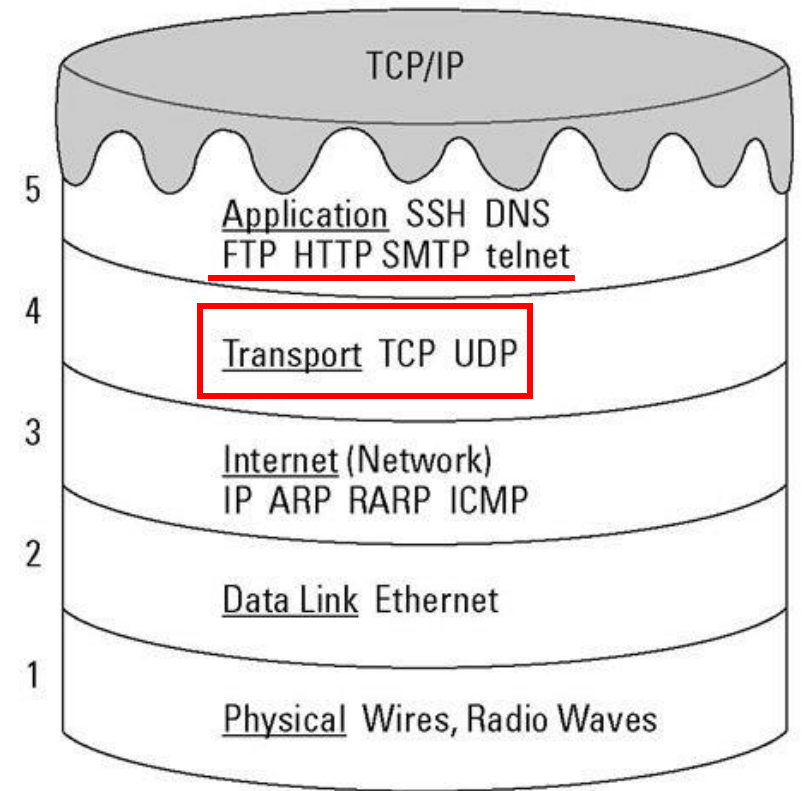 TCP/IP
5
Application SSH DNS
FTP HTTP SMTP telnet
4
Transport TCP UDP
3
Internet (Network)
IP ARP RARP ICMP
2
Data Link Ethernet
1
Physical Wires, Radio Waves